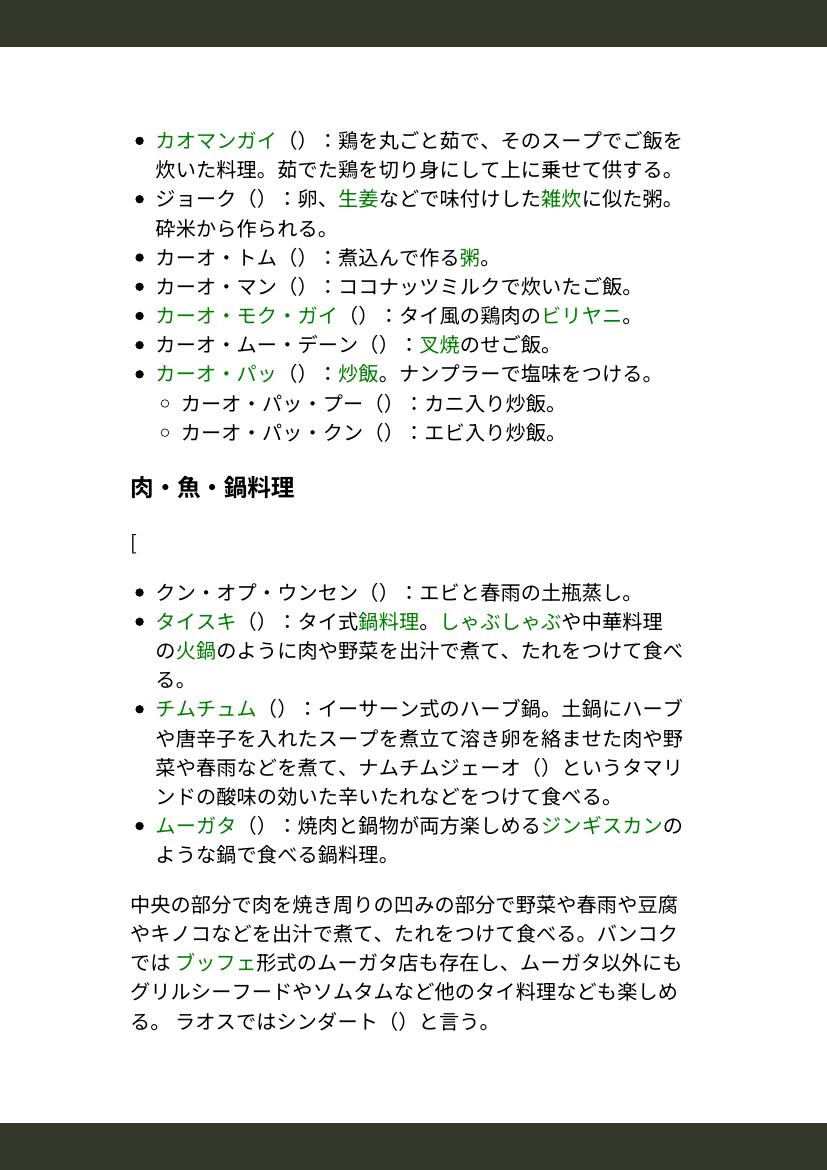 • カオマンガイ（）：鶏を丸ごと茹で、そのスープでご飯を
炊いた料理。茹でた鶏を切り身にして上に乗せて供する。
• ジョーク（）：卵、生姜などで味付けした雑炊に似た粥。
砕米から作られる。
• カーオ・トム（）：煮込んで作る粥。
• カーオ・マン（）：ココナッツミルクで炊いたご飯。
• カーオ・モク・ガイ（）：タイ風の鶏肉のビリヤニ。
• カーオ・ムー・デーン（）：叉焼のせご飯。
• カーオ・パッ（）：炒飯。ナンプラーで塩味をつける。
○ カーオ・パッ・プー（）：カニ入り炒飯。
○ カーオ・パッ・クン（）：エビ入り炒飯。
肉・魚・鍋料理
[
• クン・オプ・ウンセン（）：エビと春雨の土瓶蒸し。
• タイスキ（）：タイ式鍋料理。しゃぶしゃぶや中華料理
の火鍋のように肉や野菜を出汁で煮て、たれをつけて食べ
る。
• チムチュム（）：イーサーン式のハーブ鍋。土鍋にハーブ
や唐辛子を入れたスープを煮立て溶き卵を絡ませた肉や野
菜や春雨などを煮て、ナムチムジェーオ（）というタマリ
ンドの酸味の効いた辛いたれなどをつけて食べる。
• ムーガタ（）：焼肉と鍋物が両方楽しめるジンギスカンの
ような鍋で食べる鍋料理。
中央の部分で肉を焼き周りの凹みの部分で野菜や春雨や豆腐
やキノコなどを出汁で煮て、たれをつけて食べる。バンコク
では ブッフェ形式のムーガタ店も存在し、ムーガタ以外にも
グリルシーフードやソムタムなど他のタイ料理なども楽しめ
る。 ラオスではシンダート（）と言う。